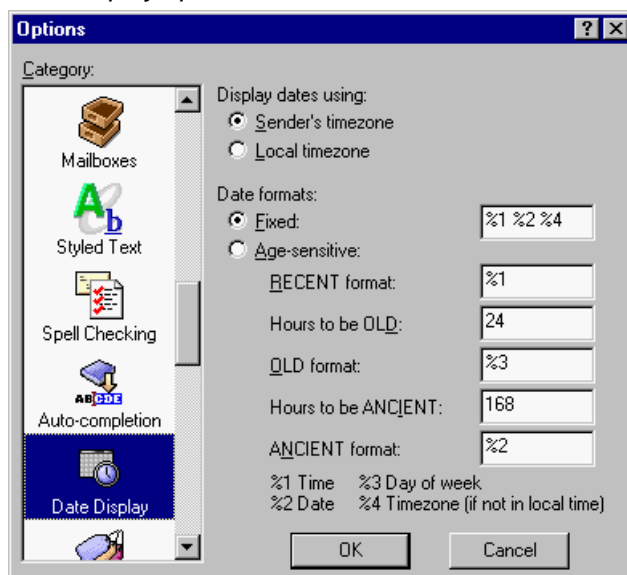 Options
Category:
Mailboxes
Styled Text
Spell Checking
Auto-completion
Date Display
Display dates using:
Sender's timezone
Local timezone
Date formats:
Fixed: %1 %2 %4
Age-sensitive:
RECENT format: %1
Hours to be OLD: 24
OLD format: %3
Hours to be ANCIENT: 168
ANCIENT format: %2
%1 Time %3 Day of week
%2 Date %4 Timezone (if not in local time)
OK Cancel